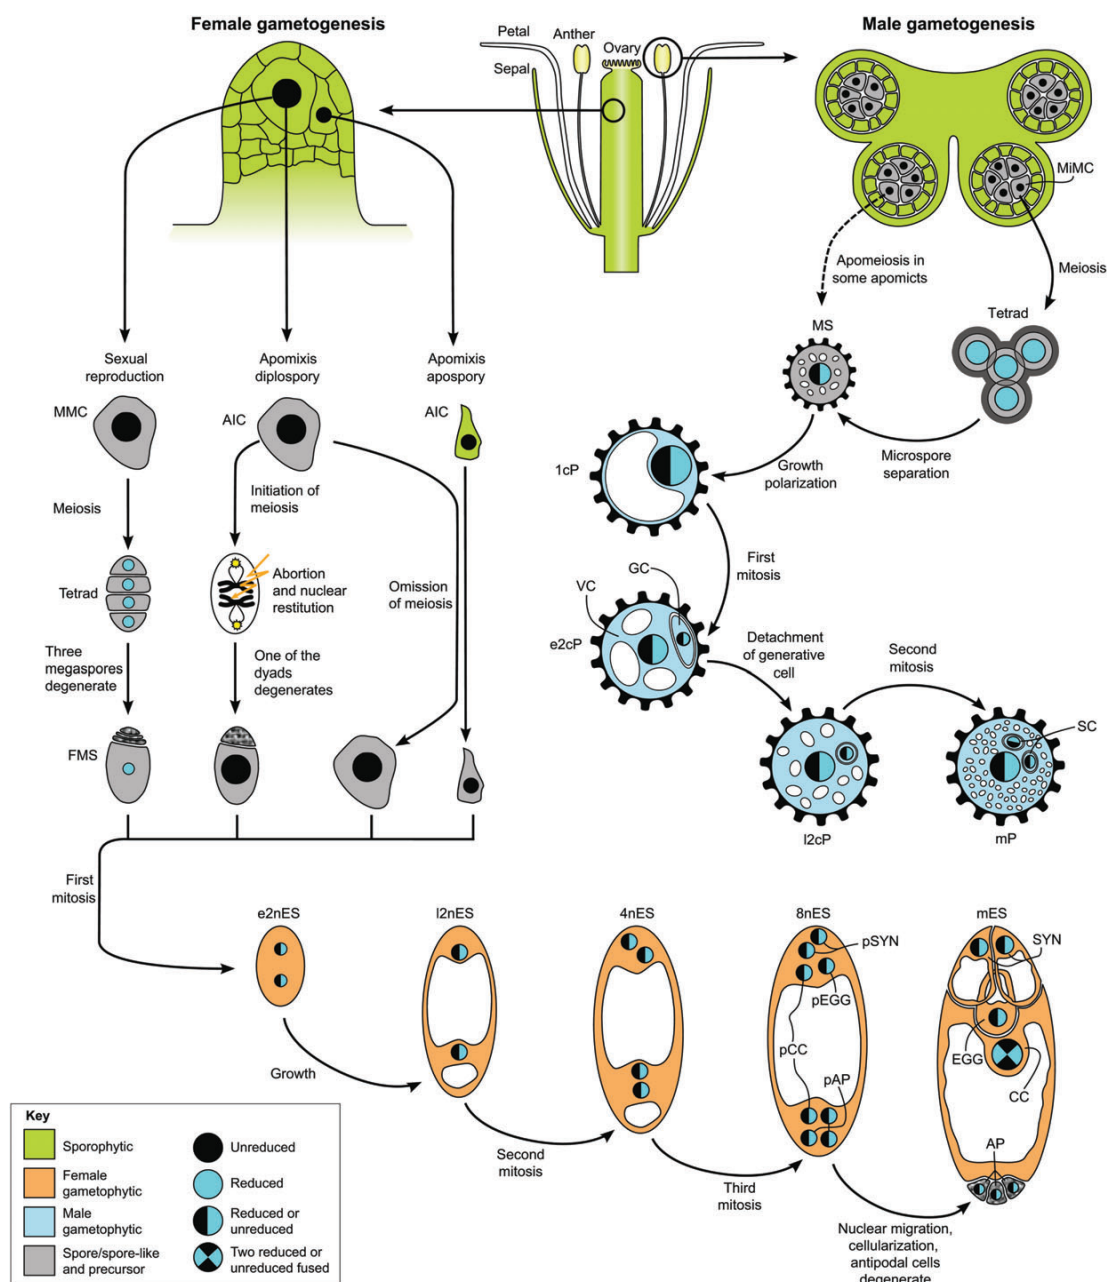 Female gametogenesis
Petal
Anther
Ovary
Sepal
Male gametogenesis
MiMC
Apomeiosis in
some apomicts
Meiosis
MS
Tetrad
Sexual
reproduction
Apomixis
diplospory
Apomixis
apospory
MMC
AIC
AIC
1cP
Growth
polarization
Microspore
separation
Meiosis
Initiation of
meiosis
Tetrad
Abortion
and nuclear
restitution
Omission
of meiosis
First
mitosis
VC
GC
e2cP
Detachment
of generative
cell
Second
mitosis
Three
megaspores
degenerate
One of the
dyads
degenerates
FMS
SC
l2cP
mP
First
mitosis
e2nES
l2nES
4nES
8nES
mES
pSYN
SYN
pEGG
pCC
pAP
EGG
CC
AP
Growth
Second
mitosis
Third
mitosis
Nuclear migration,
cellularization,
antipodal cells
degenerate
Key
Sporophytic
Female
gametophytic
Male
gametophytic
Spore/spore-like
and precursor
Unreduced
Reduced
Reduced or
unreduced
Two reduced or
unreduced fused